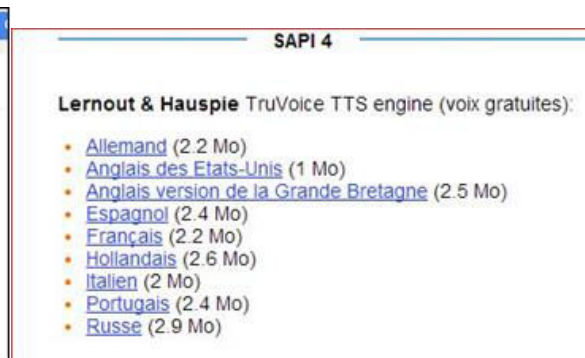 SAPI 4
Lernout & Hauspie TruVoice TTS engine (voix gratuites):
Allemand (2.2 Mo)
Anglais des Etats-Unis (1 Mo)
Anglais version de la Grande Bretagne (2.5 Mo)
Espagnol (2.4 Mo)
Français (2.2 Mo)
Hollandais (2.6 Mo)
Italien (2 Mo)
Portugais (2.4 Mo)
Russe (2.9 Mo)